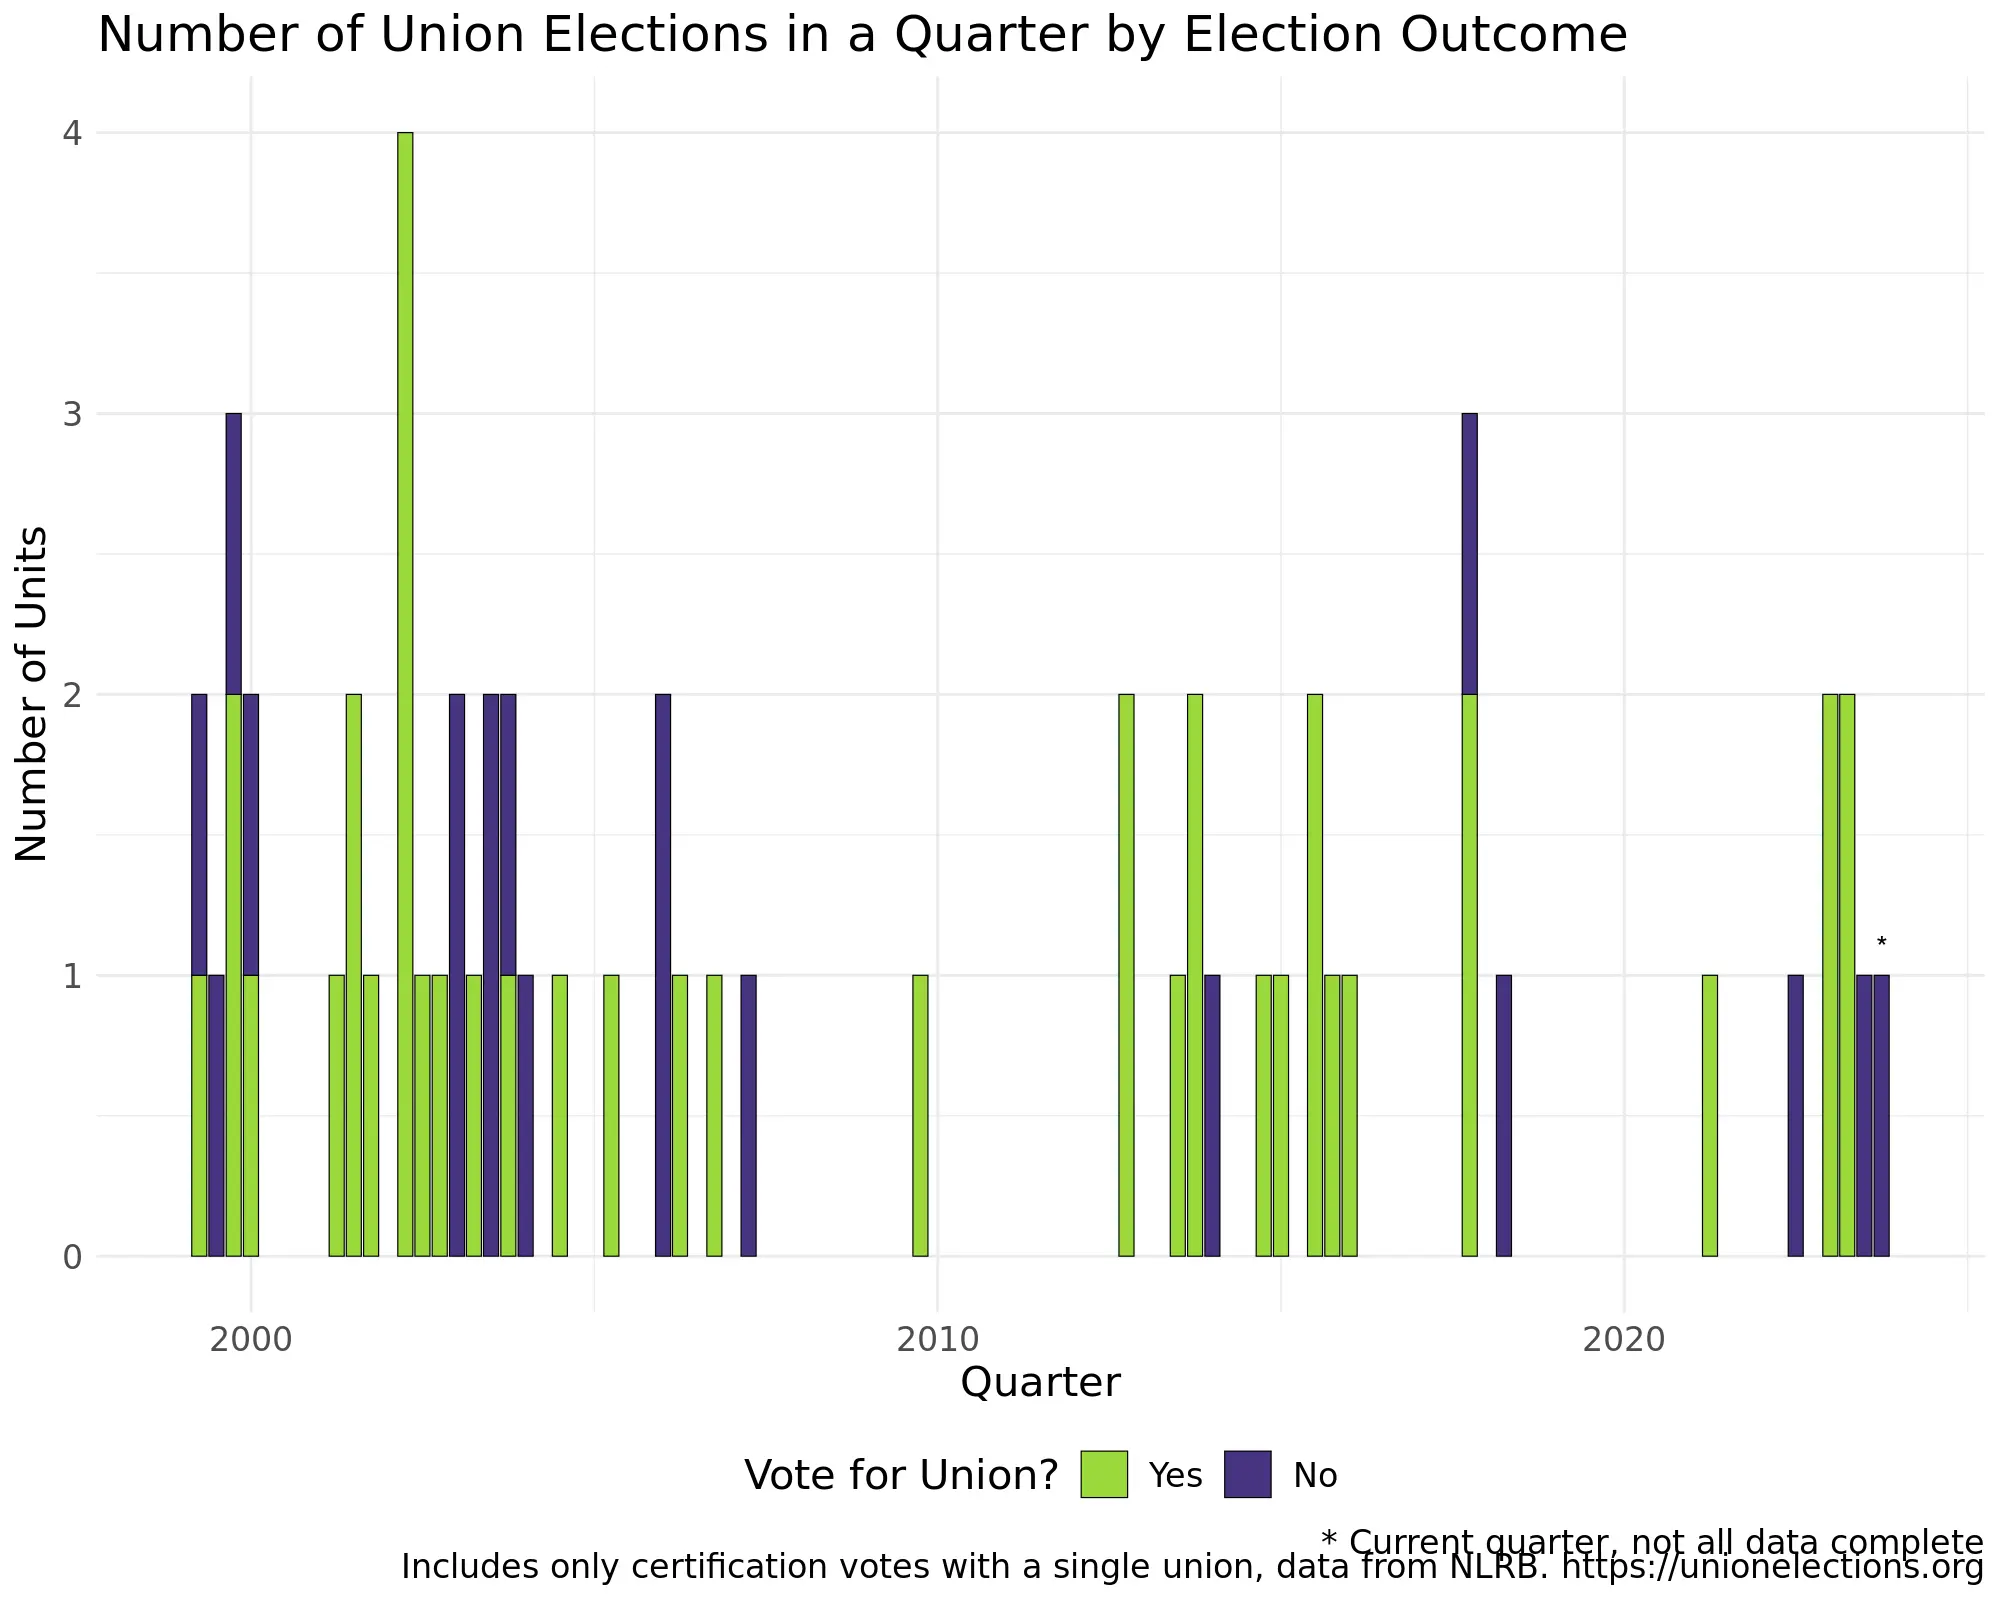 Number of Union Elections in a Quarter by Election Outcome
4
3
2
1
0
Number of Units
*
2000 2010 2020
Quarter
Vote for Union? Yes No
* Current quarter, not all data complete
Includes only certification votes with a single union, data from NLRB. https://unionelections.org